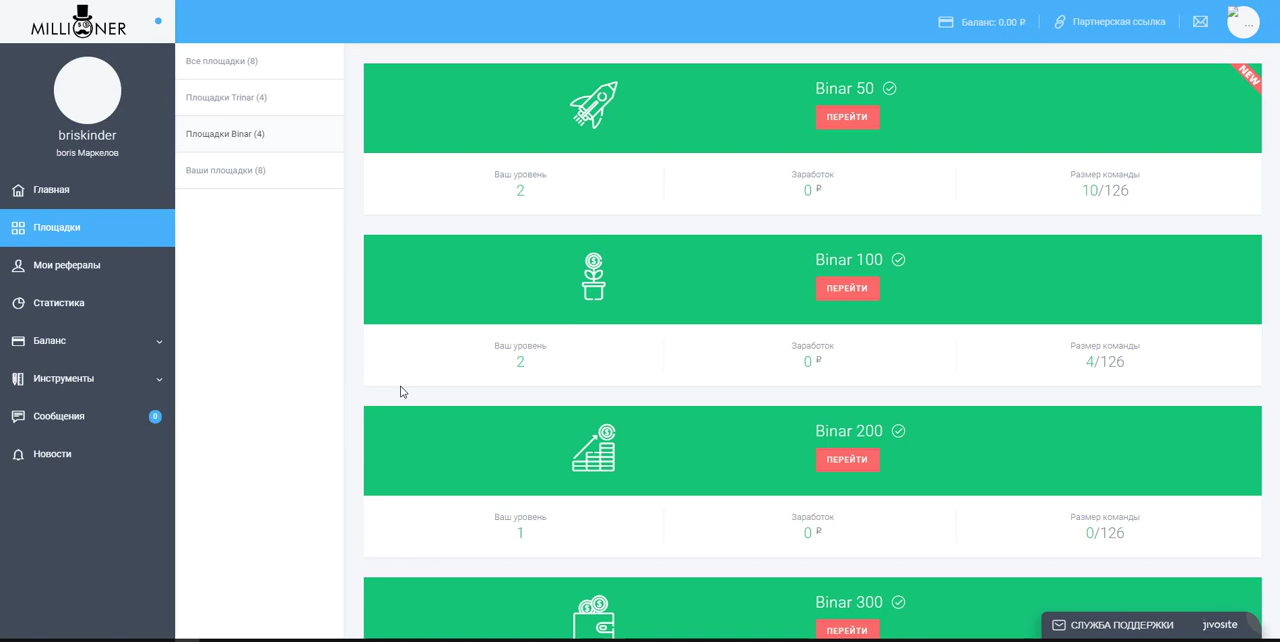 MILLIONER
Баланс: 0.00 ₽
Партнерская ссылка
...
briskinder
boris Маркелов
Главная
Площадки
Мои рефералы
Статистика
Баланс
Инструменты
Сообщения 0
Новости
Все площадки (8)
Площадки Trinar (4)
Площадки Binar (4)
Ваши площадки (8)
NEW
Binar 50
ПЕРЕЙТИ
Ваш уровень
2
Заработок
0 ₽
Размер команды
10/126
Binar 100
ПЕРЕЙТИ
Ваш уровень
2
Заработок
0 ₽
Размер команды
4/126
Binar 200
ПЕРЕЙТИ
Ваш уровень
1
Заработок
0 ₽
Размер команды
0/126
Binar 300
ПЕРЕЙТИ
СЛУЖБА ПОДДЕРЖКИ jivosite